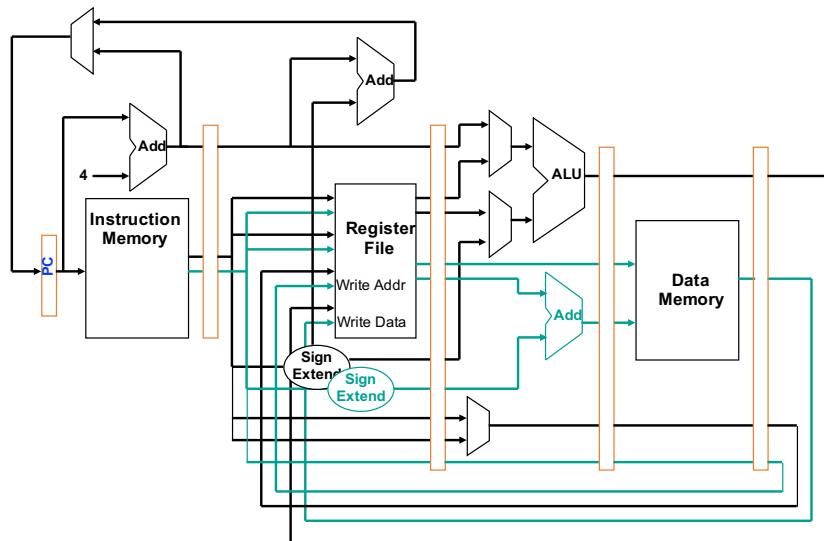 Add
Add
4
ALU
PC
Instruction
Memory
Register
File
Write Addr
Write Data
Data
Memory
Add
Sign
Extend
Sign
Extend